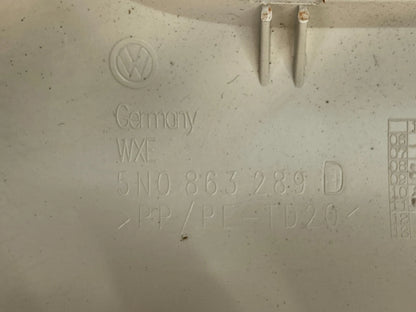 Germany
WXE
5N0 863 289 D
>PP/PE-TD20<